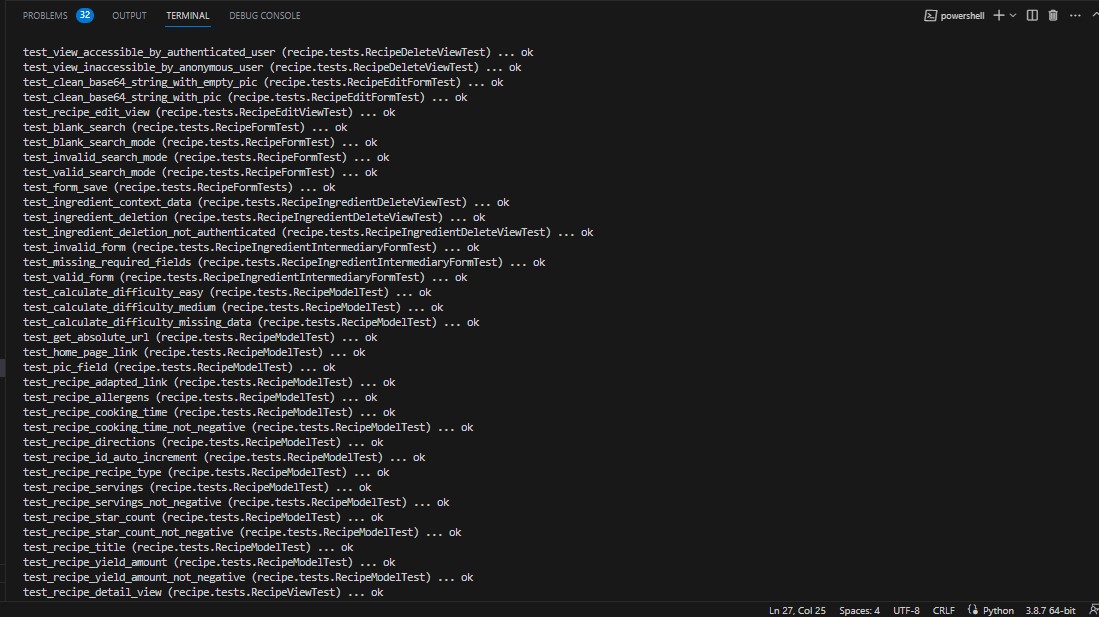 PROBLEMS 32 OUTPUT TERMINAL DEBUG CONSOLE powershell
test_view_accessible_by_authenticated_user (recipe.tests.RecipeDeleteViewTest) ... ok
test_view_inaccessible_by_anonymous_user (recipe.tests.RecipeDeleteViewTest) ... ok
test_clean_base64_string_with_empty_pic (recipe.tests.RecipeEditFormTest) ... ok
test_clean_base64_string_with_pic (recipe.tests.RecipeEditFormTest) ... ok
test_recipe_edit_view (recipe.tests.RecipeEditViewTest) ... ok
test_blank_search (recipe.tests.RecipeFormTest) ... ok
test_blank_search_mode (recipe.tests.RecipeFormTest) ... ok
test_invalid_search_mode (recipe.tests.RecipeFormTest) ... ok
test_valid_search_mode (recipe.tests.RecipeFormTest) ... ok
test_form_save (recipe.tests.RecipeFormTests) ... ok
test_ingredient_context_data (recipe.tests.RecipeIngredientDeleteViewTest) ... ok
test_ingredient_deletion (recipe.tests.RecipeIngredientDeleteViewTest) ... ok
test_ingredient_deletion_not_authenticated (recipe.tests.RecipeIngredientDeleteViewTest) ... ok
test_invalid_form (recipe.tests.RecipeIngredientIntermediaryFormTest) ... ok
test_missing_required_fields (recipe.tests.RecipeIngredientIntermediaryFormTest) ... ok
test_valid_form (recipe.tests.RecipeIngredientIntermediaryFormTest) ... ok
test_calculate_difficulty_easy (recipe.tests.RecipeModelTest) ... ok
test_calculate_difficulty_medium (recipe.tests.RecipeModelTest) ... ok
test_calculate_difficulty_missing_data (recipe.tests.RecipeModelTest) ... ok
test_get_absolute_url (recipe.tests.RecipeModelTest) ... ok
test_home_page_link (recipe.tests.RecipeModelTest) ... ok
test_pic_field (recipe.tests.RecipeModelTest) ... ok
test_recipe_adapted_link (recipe.tests.RecipeModelTest) ... ok
test_recipe_allergens (recipe.tests.RecipeModelTest) ... ok
test_recipe_cooking_time (recipe.tests.RecipeModelTest) ... ok
test_recipe_cooking_time_not_negative (recipe.tests.RecipeModelTest) ... ok
test_recipe_directions (recipe.tests.RecipeModelTest) ... ok
test_recipe_id_auto_increment (recipe.tests.RecipeModelTest) ... ok
test_recipe_recipe_type (recipe.tests.RecipeModelTest) ... ok
test_recipe_servings (recipe.tests.RecipeModelTest) ... ok
test_recipe_servings_not_negative (recipe.tests.RecipeModelTest) ... ok
test_recipe_star_count (recipe.tests.RecipeModelTest) ... ok
test_recipe_star_count_not_negative (recipe.tests.RecipeModelTest) ... ok
test_recipe_title (recipe.tests.RecipeModelTest) ... ok
test_recipe_yield_amount (recipe.tests.RecipeModelTest) ... ok
test_recipe_yield_amount_not_negative (recipe.tests.RecipeModelTest) ... ok
test_recipe_detail_view (recipe.tests.RecipeViewTest) ... ok
Ln 27, Col 25 Spaces: 4 UTF-8 CRLF Python 3.8.7 64-bit